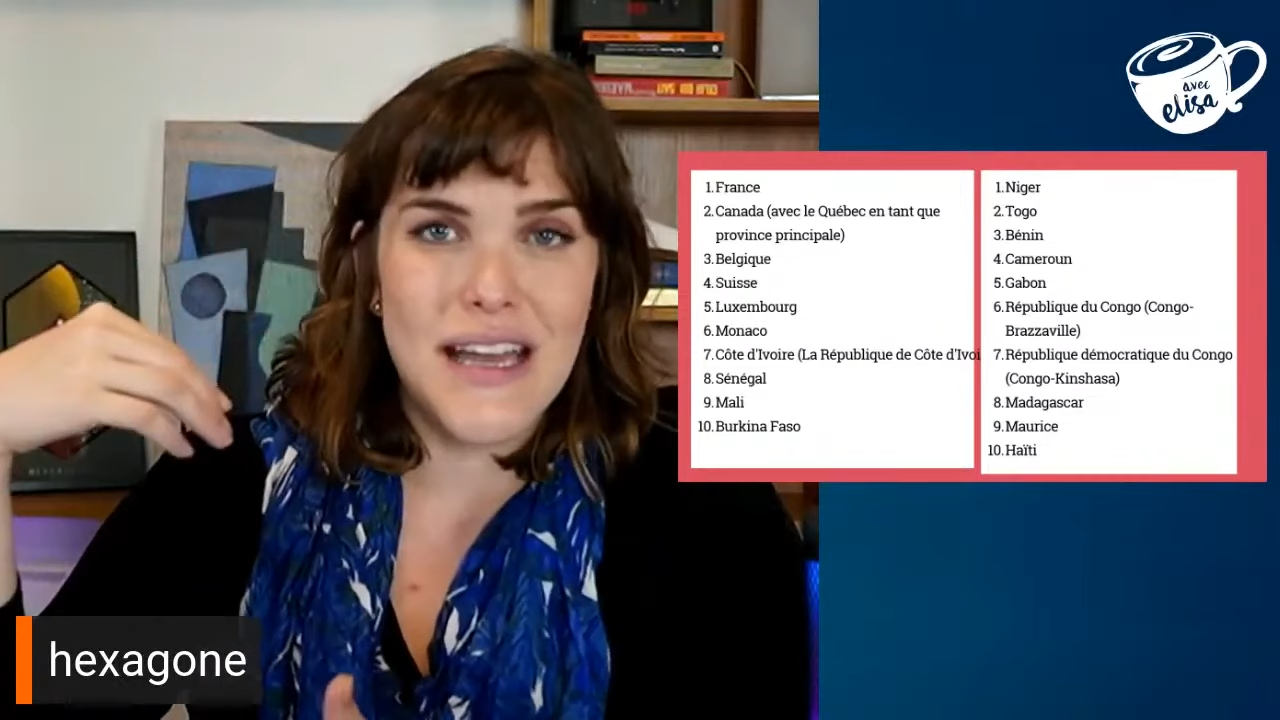 avec
elisa
1. France
2. Canada (avec le Québec en tant que
province principale)
3. Belgique
4. Suisse
5. Luxembourg
6. Monaco
7. Côte d'Ivoire (La République de Côte d'Ivoi
8. Sénégal
9. Mali
10. Burkina Faso
1. Niger
2. Togo
3. Bénin
4. Cameroun
5. Gabon
6. République du Congo (Congo-
Brazzaville)
7. République démocratique du Congo
(Congo-Kinshasa)
8. Madagascar
9. Maurice
10. Haïti
hexagone